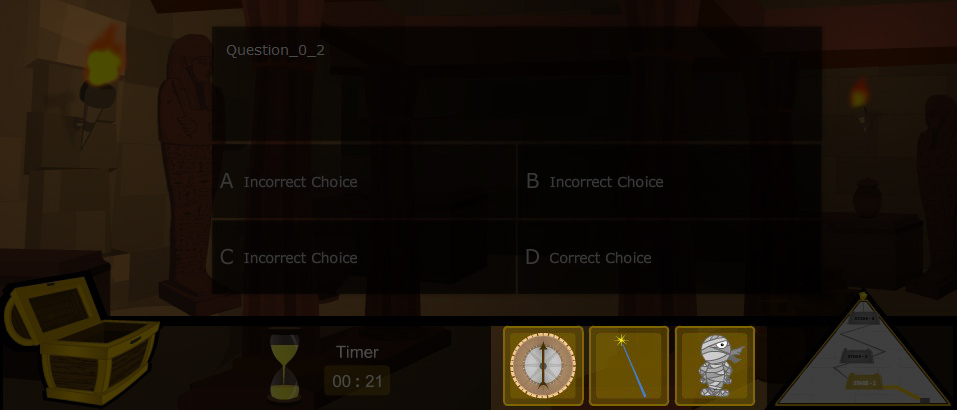 Question_0_2
A Incorrect Choice
B Incorrect Choice
C Incorrect Choice
D Correct Choice
Timer
00 : 21